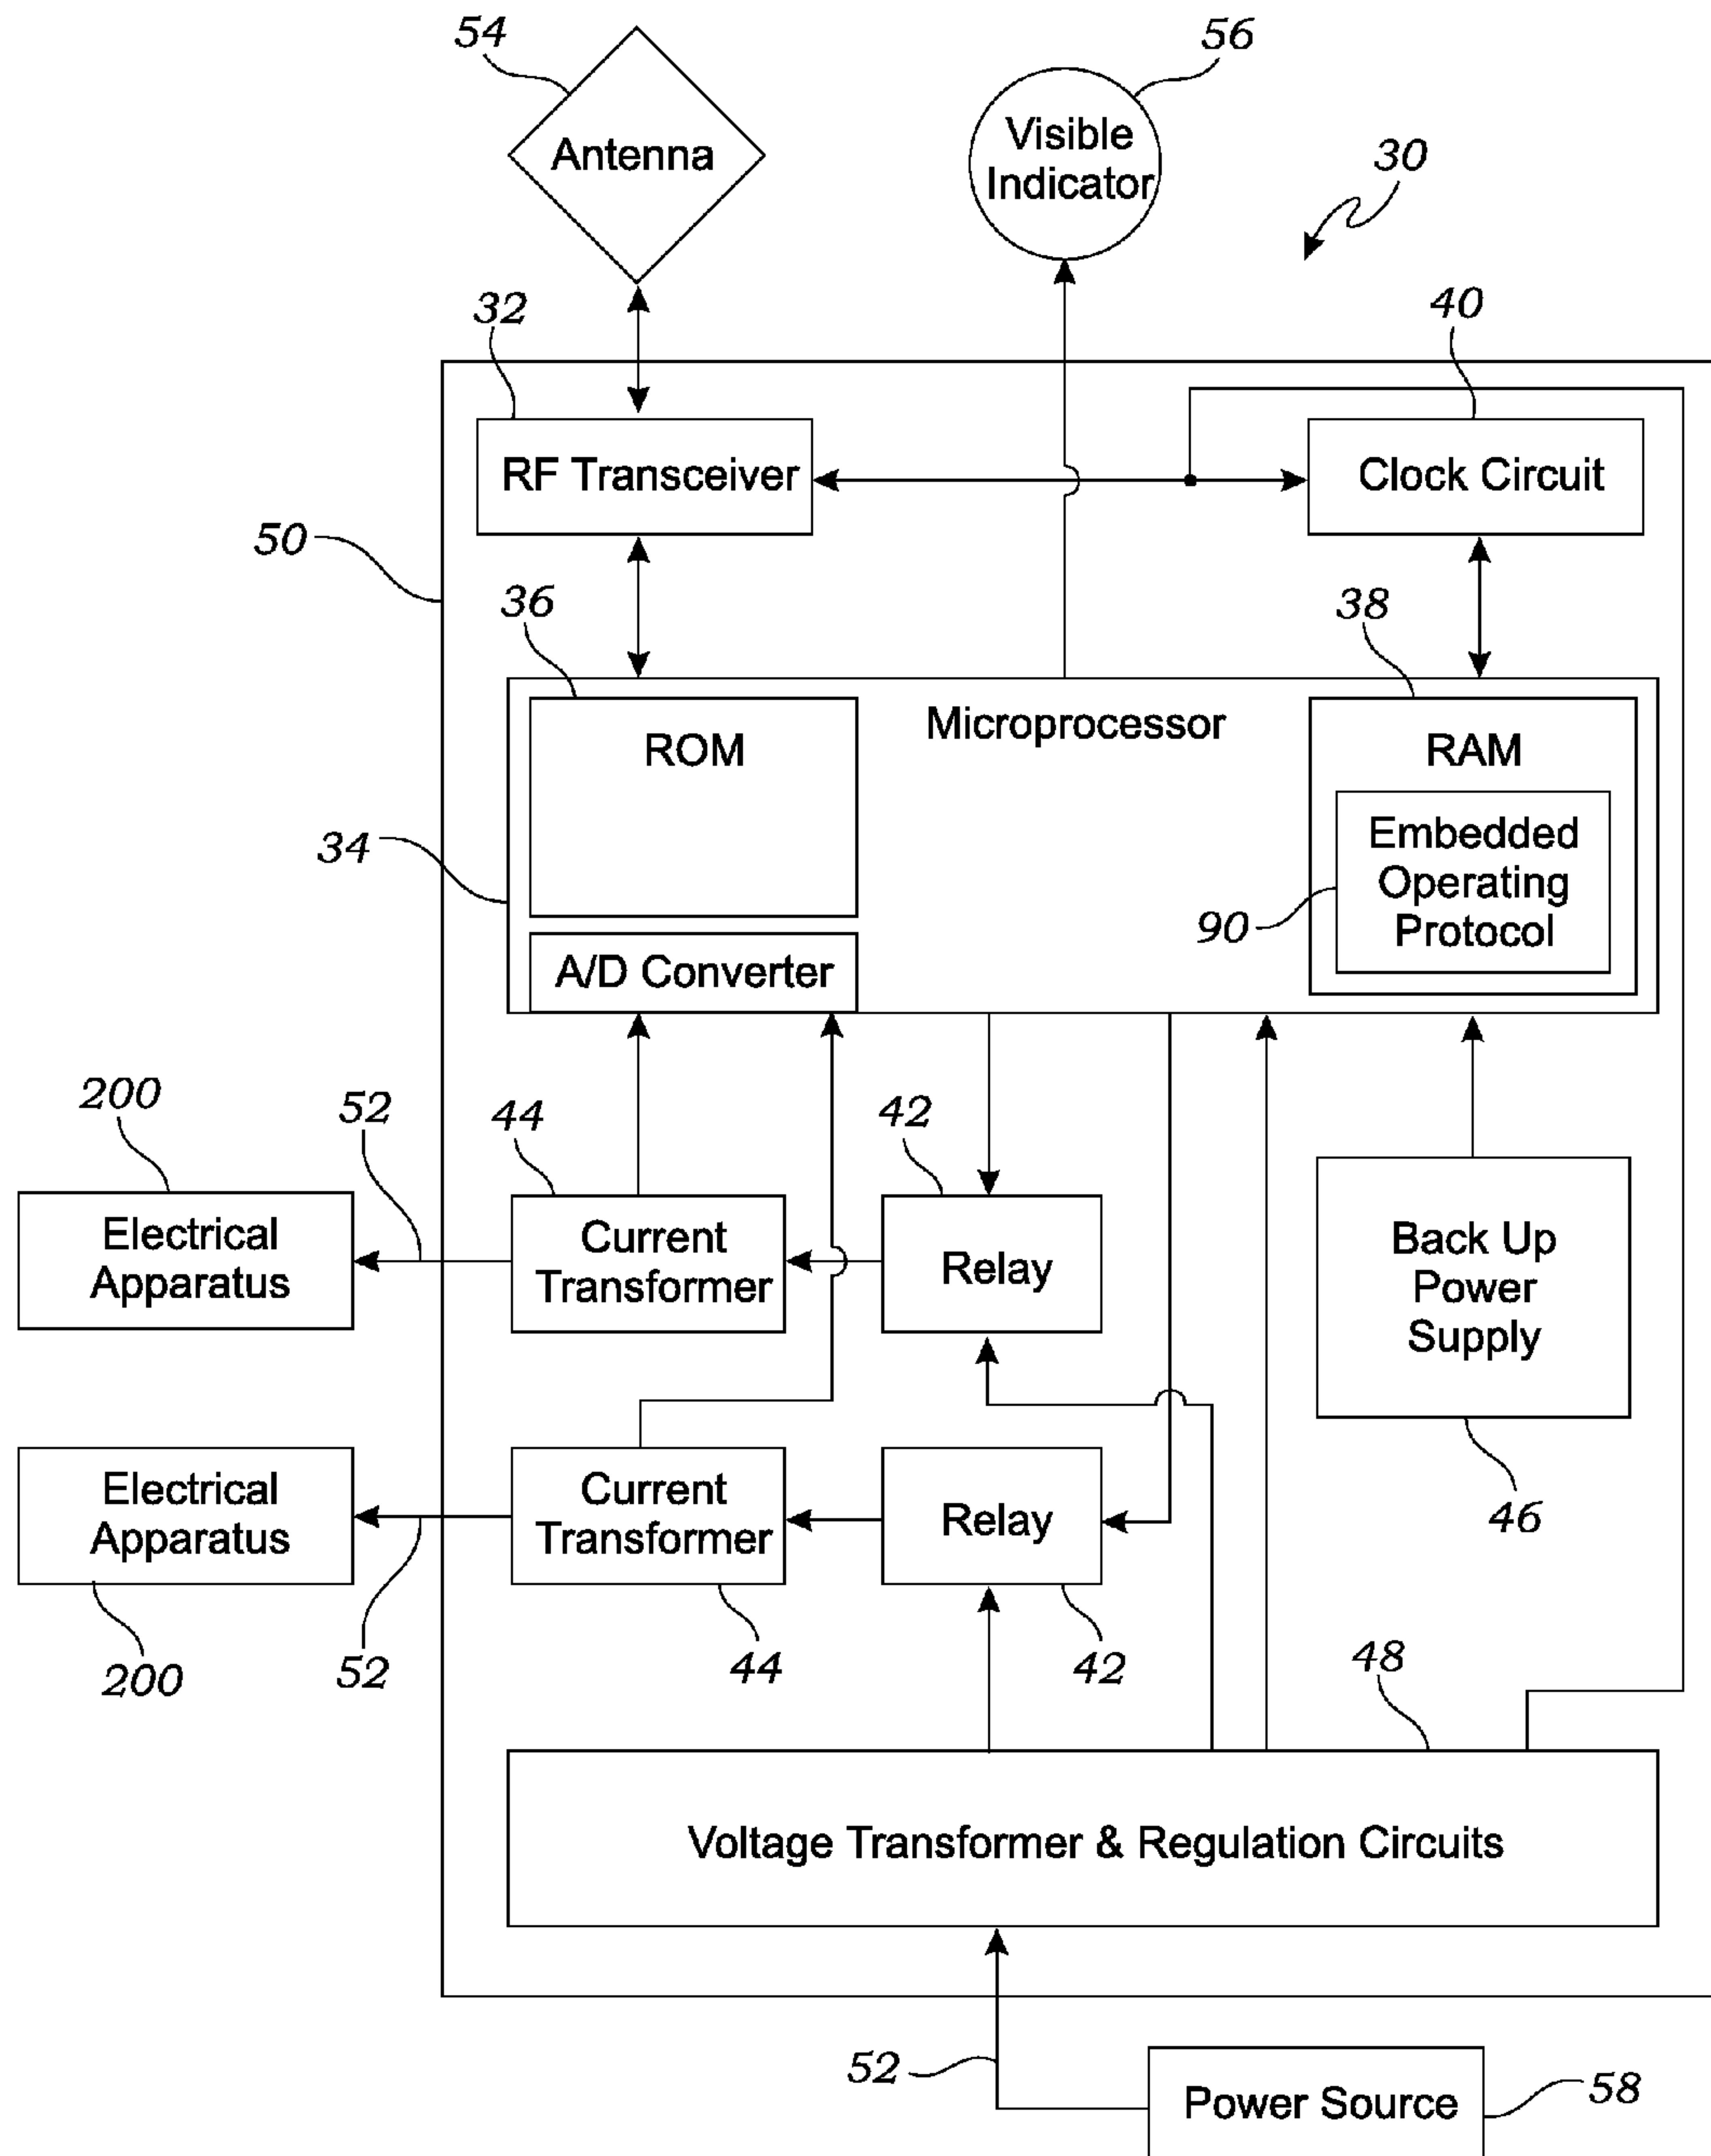 54
56
Antenna
Visible
Indicator
30
32
40
RF Transceiver
Clock Circuit
50
36
38
Microprocessor
ROM
RAM
34
Embedded
Operating
Protocol
90
A/D Converter
200
52
44
42
Electrical
Apparatus
Current
Transformer
Relay
Back Up
Power
Supply
Electrical
Apparatus
Current
Transformer
Relay
46
200
52
44
42
48
Voltage Transformer & Regulation Circuits
52
Power Source
58